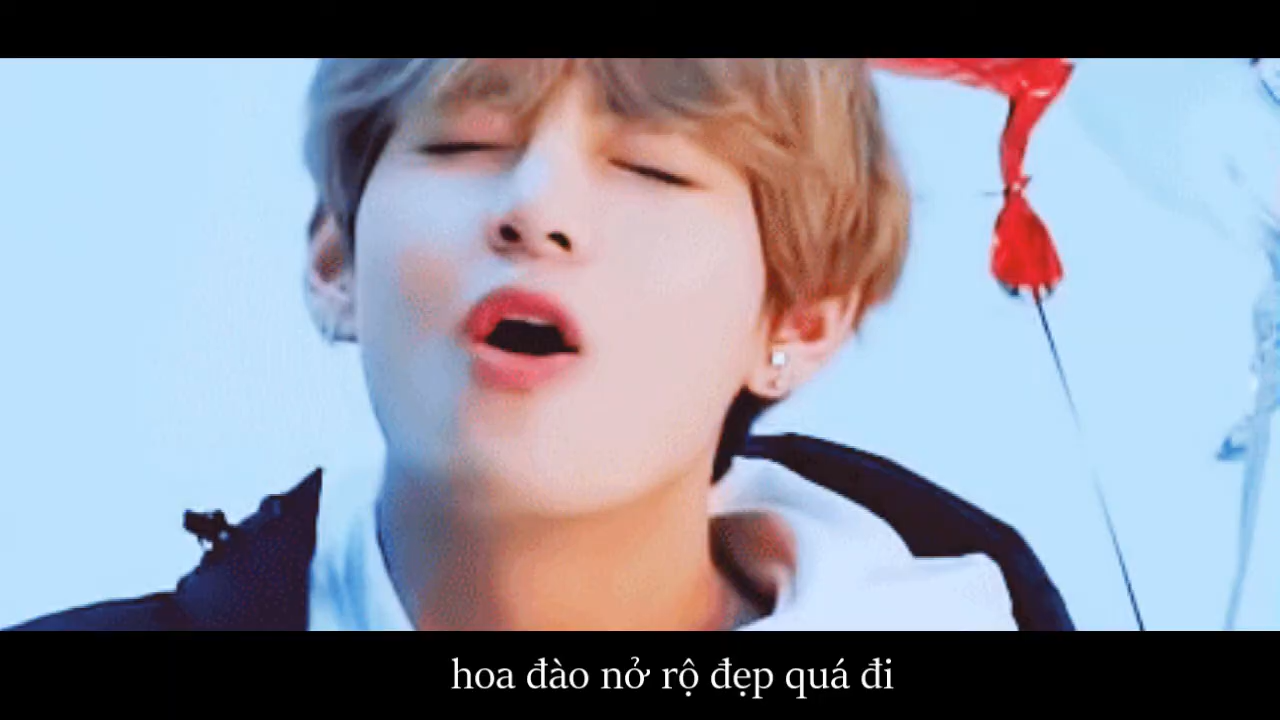 hoa đào nở rộ đẹp quá đi